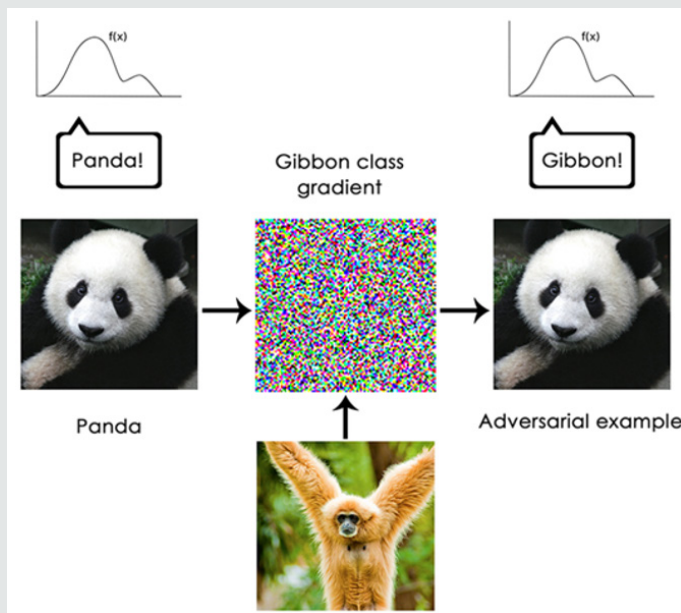 f(x)
f(x)
Panda!
Gibbon class
gradient
Gibbon!
Panda
Adversarial example